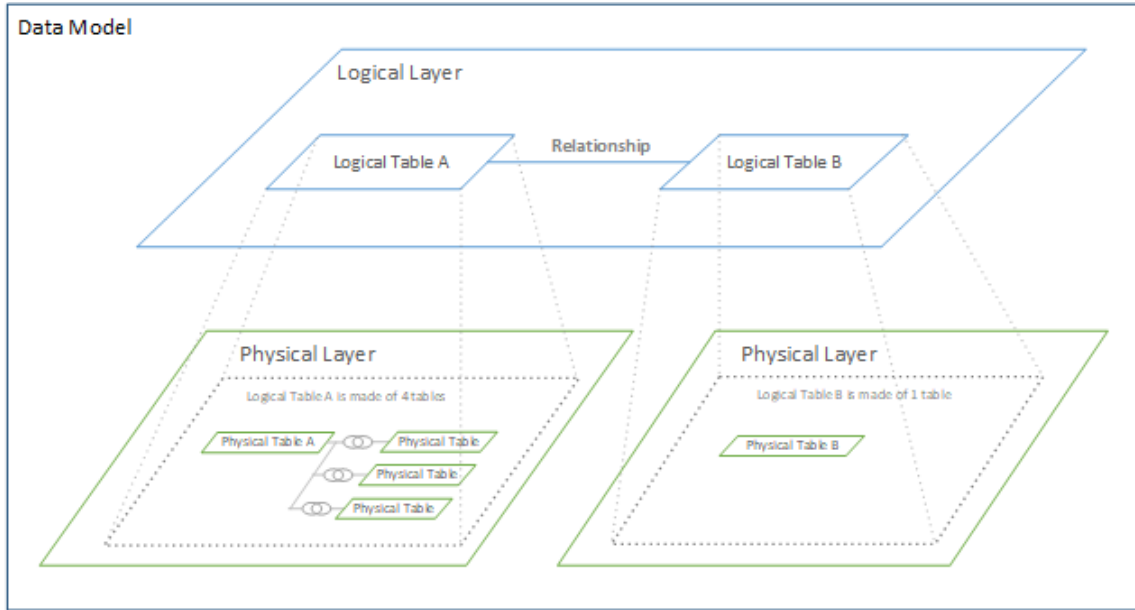 Data Model
Logical Layer
Logical Table A
Relationship
Logical Table B
Physical Layer
Logical Table A is made of 4 tables
Physical Table A
Physical Table
Physical Table
Physical Table
Physical Layer
Logical Table B is made of 1 table
Physical Table B